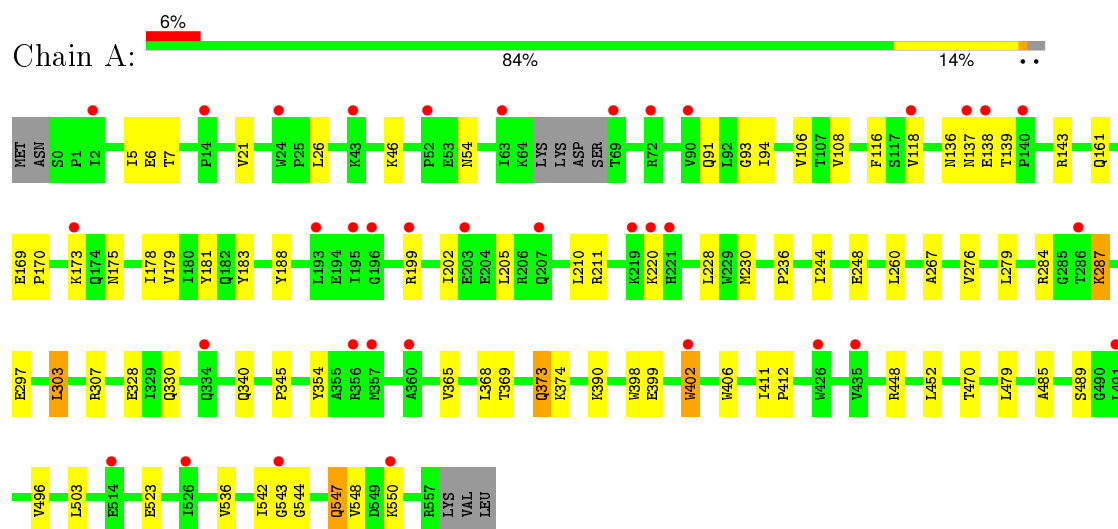 6%
Chain A:
84% 14% • •
MET ASN S0 P1 I2 I5 E6 T7 P14 V21 W24 P25 L26 K43 K46 P52 E53 N54 I63 K64 LYS LYS ASP SER T69 R72 V90 Q91 L92 G93 I94 V106 T107 V108 F116 S117 V118 N136 N137 E138 T139 P140 R143 Q161
E169 P170 K173 Q174 N175 I178 V179 I180 Y181 Q182 Y183 Y188 L193 E194 I195 G196 R199 I202 E203 E204 L205 R206 Q207 L210 R211 K219 K220 H221 L228 W229 M230 P236 I244 E248 L260 A267 V276 L279 R284 G285 T286 K287
E297 L303 R307 E328 I329 Q330 Q334 Q340 P345 Y354 A355 R356 M357 A360 V365 L368 T369 Q373 K374 K390 W398 E399 W402 W406 I411 P412 W426 V435 R448 L452 T470 L479 A485 S489 G490 L491
V496 L503 E514 E523 I526 V536 I542 G543 G544 Q547 V548 D549 K550 R557 LYS VAL LEU